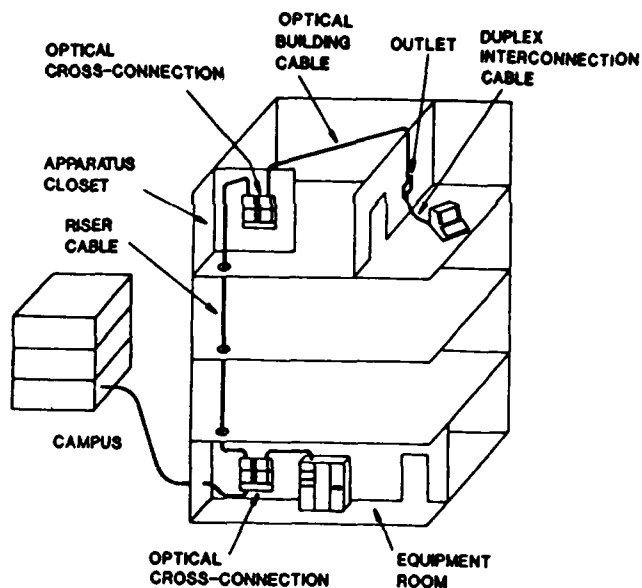 OPTICAL
BUILDING
CABLE
OPTICAL
CROSS-CONNECTION
OUTLET
DUPLEX
INTERCONNECTION
CABLE
APPARATUS
CLOSET
RISER
CABLE
CAMPUS
OPTICAL
CROSS-CONNECTION
EQUIPMENT
ROOM